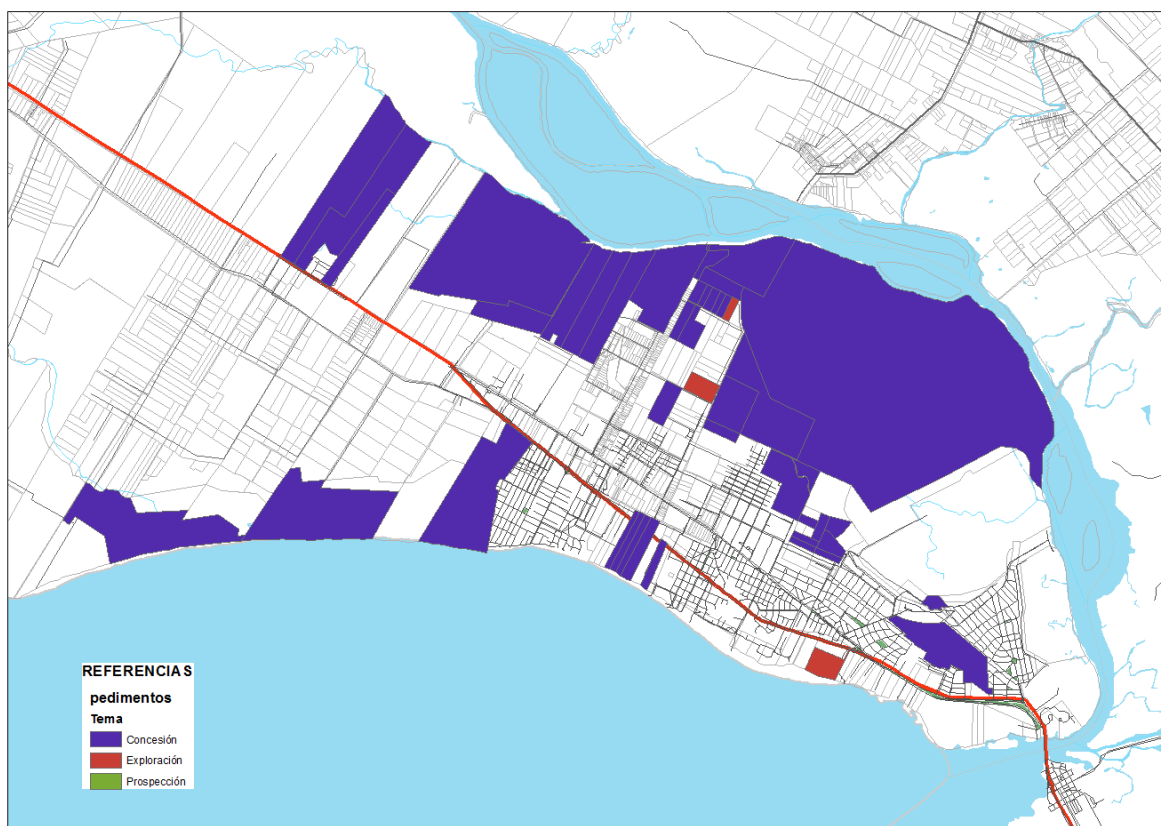 REFERENCIAS
pedimentos
Tema
Concesión
Exploración
Prospección